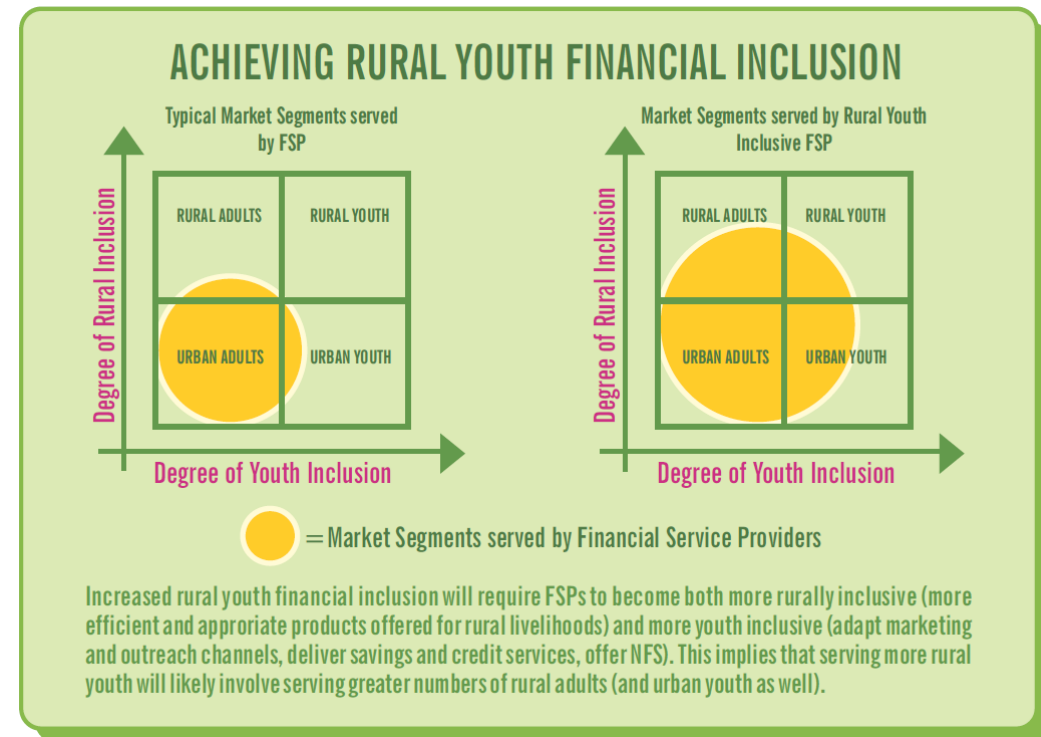 ACHIEVING RURAL YOUTH FINANCIAL INCLUSION
Typical Market Segments served
by FSP
Degree of Rural Inclusion
RURAL ADULTS
RURAL YOUTH
URBAN ADULTS
URBAN YOUTH
Degree of Youth Inclusion
Market Segments served by Rural Youth
Inclusive FSP
Degree of Rural Inclusion
RURAL ADULTS
RURAL YOUTH
URBAN ADULTS
URBAN YOUTH
Degree of Youth Inclusion
= Market Segments served by Financial Service Providers
Increased rural youth financial inclusion will require FSPs to become both more rurally inclusive (more
efficient and approriate products offered for rural livelihoods) and more youth inclusive (adapt marketing
and outreach channels, deliver savings and credit services, offer NFS). This implies that serving more rural
youth will likely involve serving greater numbers of rural adults (and urban youth as well).